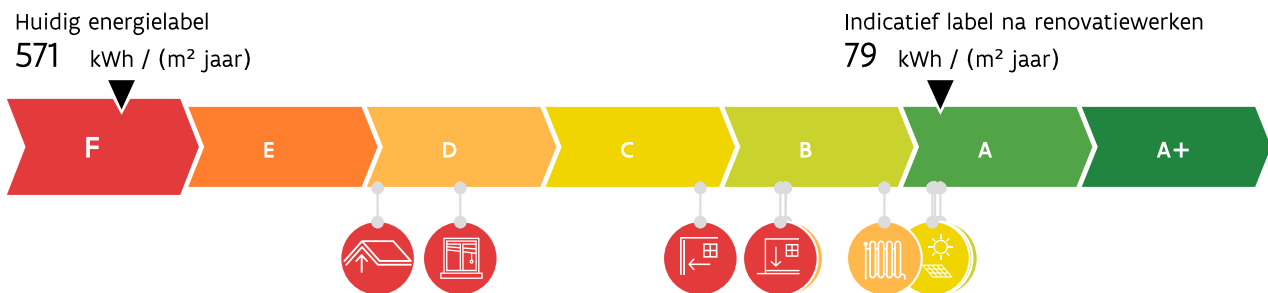 Huidig energielabel
571 kWh / (m² jaar)
Indicatief label na renovatiewerken
79 kWh / (m² jaar)
F E D C B A A+